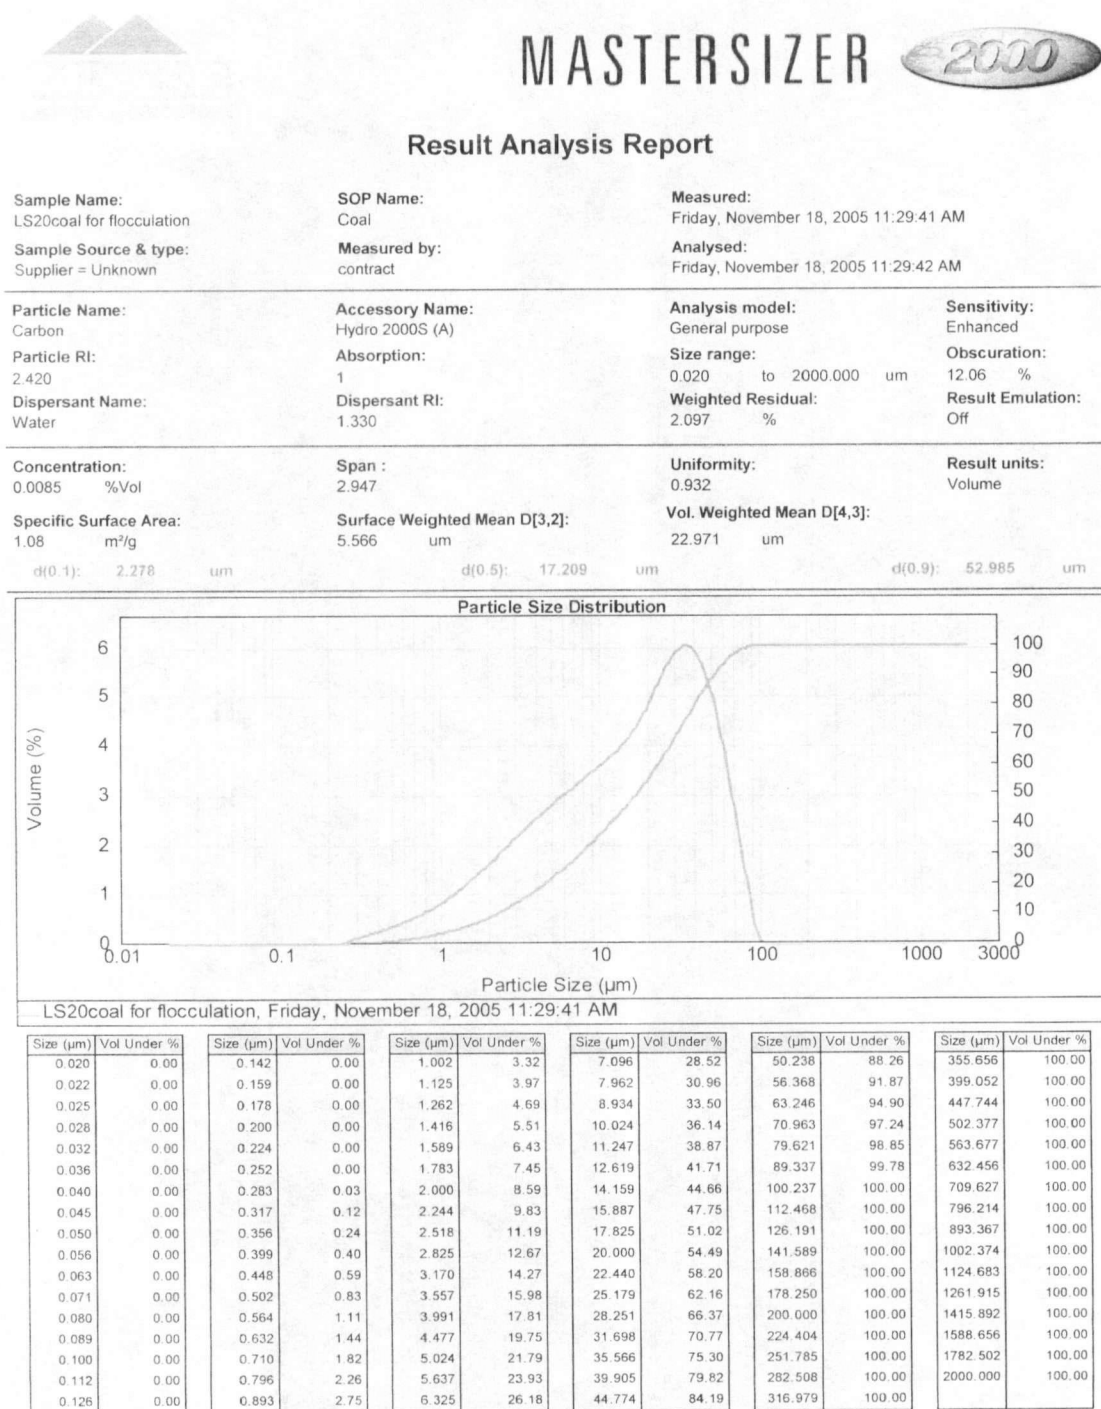 MASTERSIZER 2000
Result Analysis Report
Sample Name: SOP Name: Measured:
LS20coal for flocculation Coal Friday, November 18, 2005 11:29:41 AM
Sample Source & type: Measured by: Analysed:
Supplier = Unknown contract Friday, November 18, 2005 11:29:42 AM
Particle Name: Accessory Name: Analysis model: Sensitivity:
Carbon Hydro 2000S (A) General purpose Enhanced
Particle RI: Absorption: Size range: Obscuration:
2.420 1 0.020 to 2000.000 um 12.06 %
Dispersant Name: Dispersant RI: Weighted Residual: Result Emulation:
Water 1.330 2.097 % Off
Concentration: Span : Uniformity: Result units:
0.0085 %Vol 2.947 0.932 Volume
Specific Surface Area: Surface Weighted Mean D[3,2]: Vol. Weighted Mean D[4,3]:
1.08 m²/g 5.566 um 22.971 um
d(0.1): 2.278 um d(0.5): 17.209 um d(0.9): 52.985 um
Particle Size Distribution
6 100
90
5 80
70
4 60
3 50
40
2 30
20
1 10
0 0
Volume (%)
0.01 0.1 1 10 100 1000 3000
Particle Size (µm)
LS20coal for flocculation, Friday, November 18, 2005 11:29:41 AM
Size (µm) Vol Under % Size (µm) Vol Under % Size (µm) Vol Under % Size (µm) Vol Under % Size (µm) Vol Under % Size (µm) Vol Under %
0.020 0.00 0.142 0.00 1.002 3.32 7.096 28.52 50.238 88.26 355.656 100.00
0.022 0.00 0.159 0.00 1.125 3.97 7.962 30.96 56.368 91.87 399.052 100.00
0.025 0.00 0.178 0.00 1.262 4.69 8.934 33.50 63.246 94.90 447.744 100.00
0.028 0.00 0.200 0.00 1.416 5.51 10.024 36.14 70.963 97.24 502.377 100.00
0.032 0.00 0.224 0.00 1.589 6.43 11.247 38.87 79.621 98.85 563.677 100.00
0.036 0.00 0.252 0.00 1.783 7.45 12.619 41.71 89.337 99.78 632.456 100.00
0.040 0.00 0.283 0.03 2.000 8.59 14.159 44.66 100.237 100.00 709.627 100.00
0.045 0.00 0.317 0.12 2.244 9.83 15.887 47.75 112.468 100.00 796.214 100.00
0.050 0.00 0.356 0.24 2.518 11.19 17.825 51.02 126.191 100.00 893.367 100.00
0.056 0.00 0.399 0.40 2.825 12.67 20.000 54.49 141.589 100.00 1002.374 100.00
0.063 0.00 0.448 0.59 3.170 14.27 22.440 58.20 158.866 100.00 1124.683 100.00
0.071 0.00 0.502 0.83 3.557 15.98 25.179 62.16 178.250 100.00 1261.915 100.00
0.080 0.00 0.564 1.11 3.991 17.81 28.251 66.37 200.000 100.00 1415.892 100.00
0.089 0.00 0.632 1.44 4.477 19.75 31.698 70.77 224.404 100.00 1588.656 100.00
0.100 0.00 0.710 1.82 5.024 21.79 35.566 75.30 251.785 100.00 1782.502 100.00
0.112 0.00 0.796 2.26 5.637 23.93 39.905 79.82 282.508 100.00 2000.000 100.00
0.126 0.00 0.893 2.75 6.325 26.18 44.774 84.19 316.979 100.00